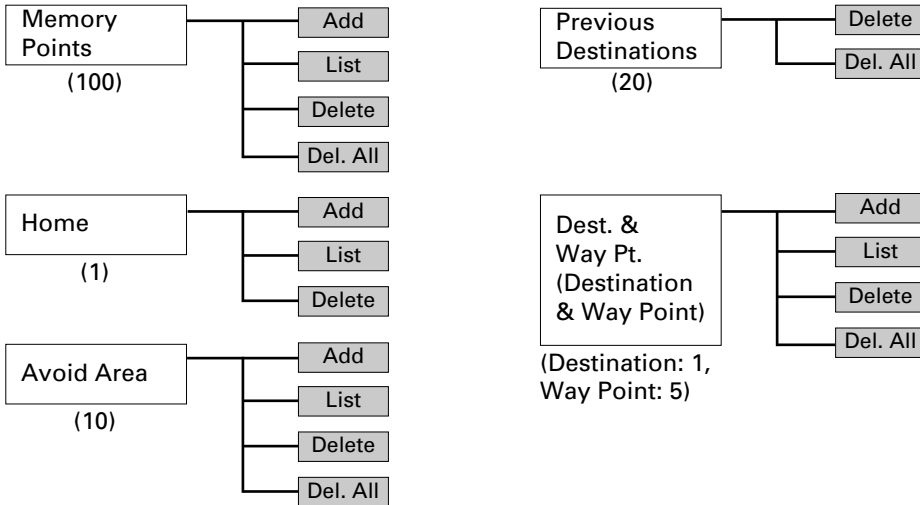 Memory
Points
(100)
Add
List
Delete
Del. All
Home
(1)
Add
List
Delete
Avoid Area
(10)
Add
List
Delete
Del. All
Previous
Destinations
(20)
Delete
Del. All
Dest. &
Way Pt.
(Destination
& Way Point)
(Destination: 1,
Way Point: 5)
Add
List
Delete
Del. All